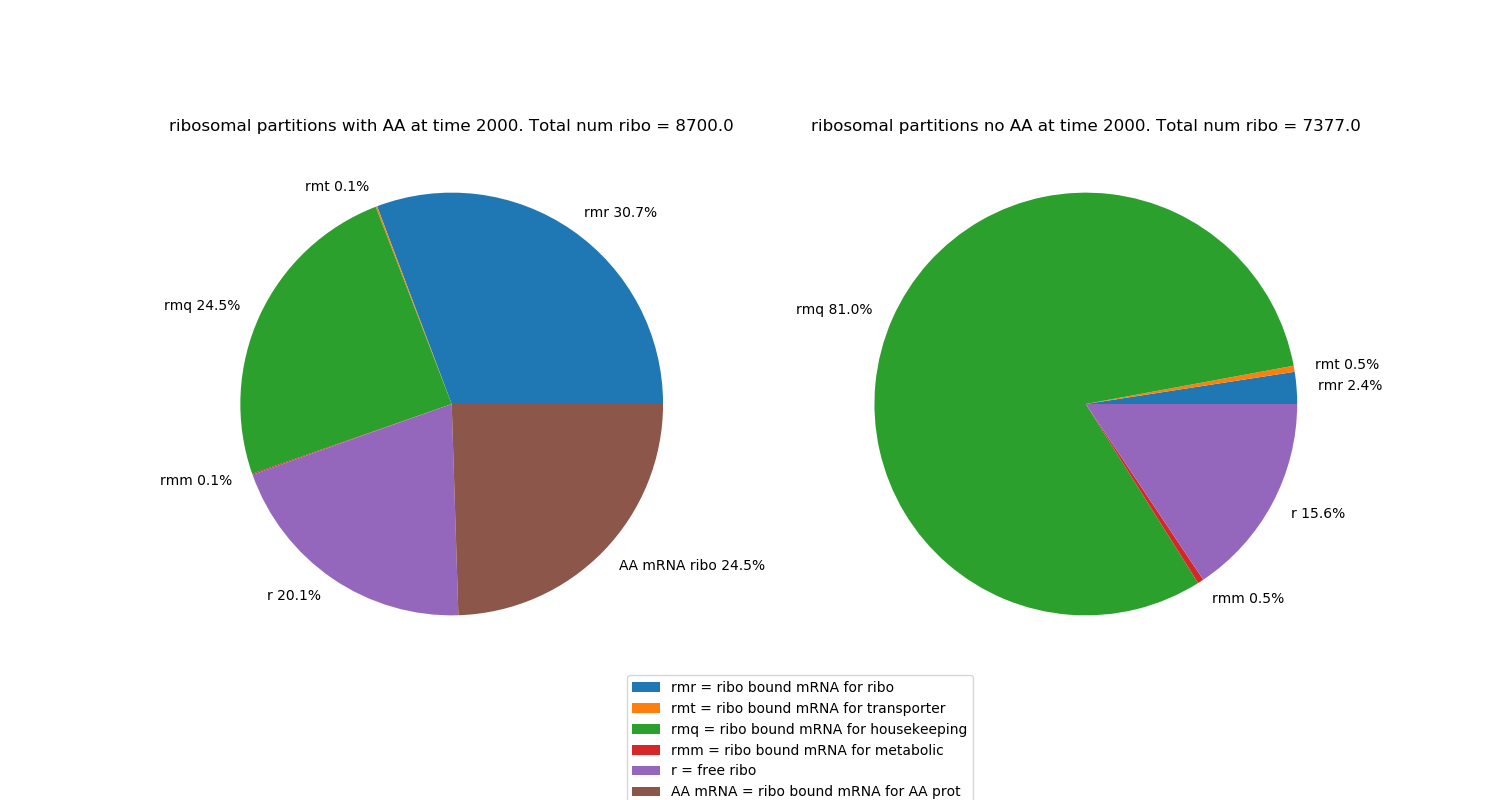 ribosomal partitions with AA at time 2000. Total num ribo = 8700.0
rmt 0.1%
rmr 30.7%
rmq 24.5%
rmm 0.1%
r 20.1%
AA mRNA ribo 24.5%
ribosomal partitions no AA at time 2000. Total num ribo = 7377.0
rmq 81.0%
rmt 0.5%
rmr 2.4%
r 15.6%
rmm 0.5%
rmr = ribo bound mRNA for ribo
rmt = ribo bound mRNA for transporter
rmq = ribo bound mRNA for housekeeping
rmm = ribo bound mRNA for metabolic
r = free ribo
AA mRNA = ribo bound mRNA for AA prot